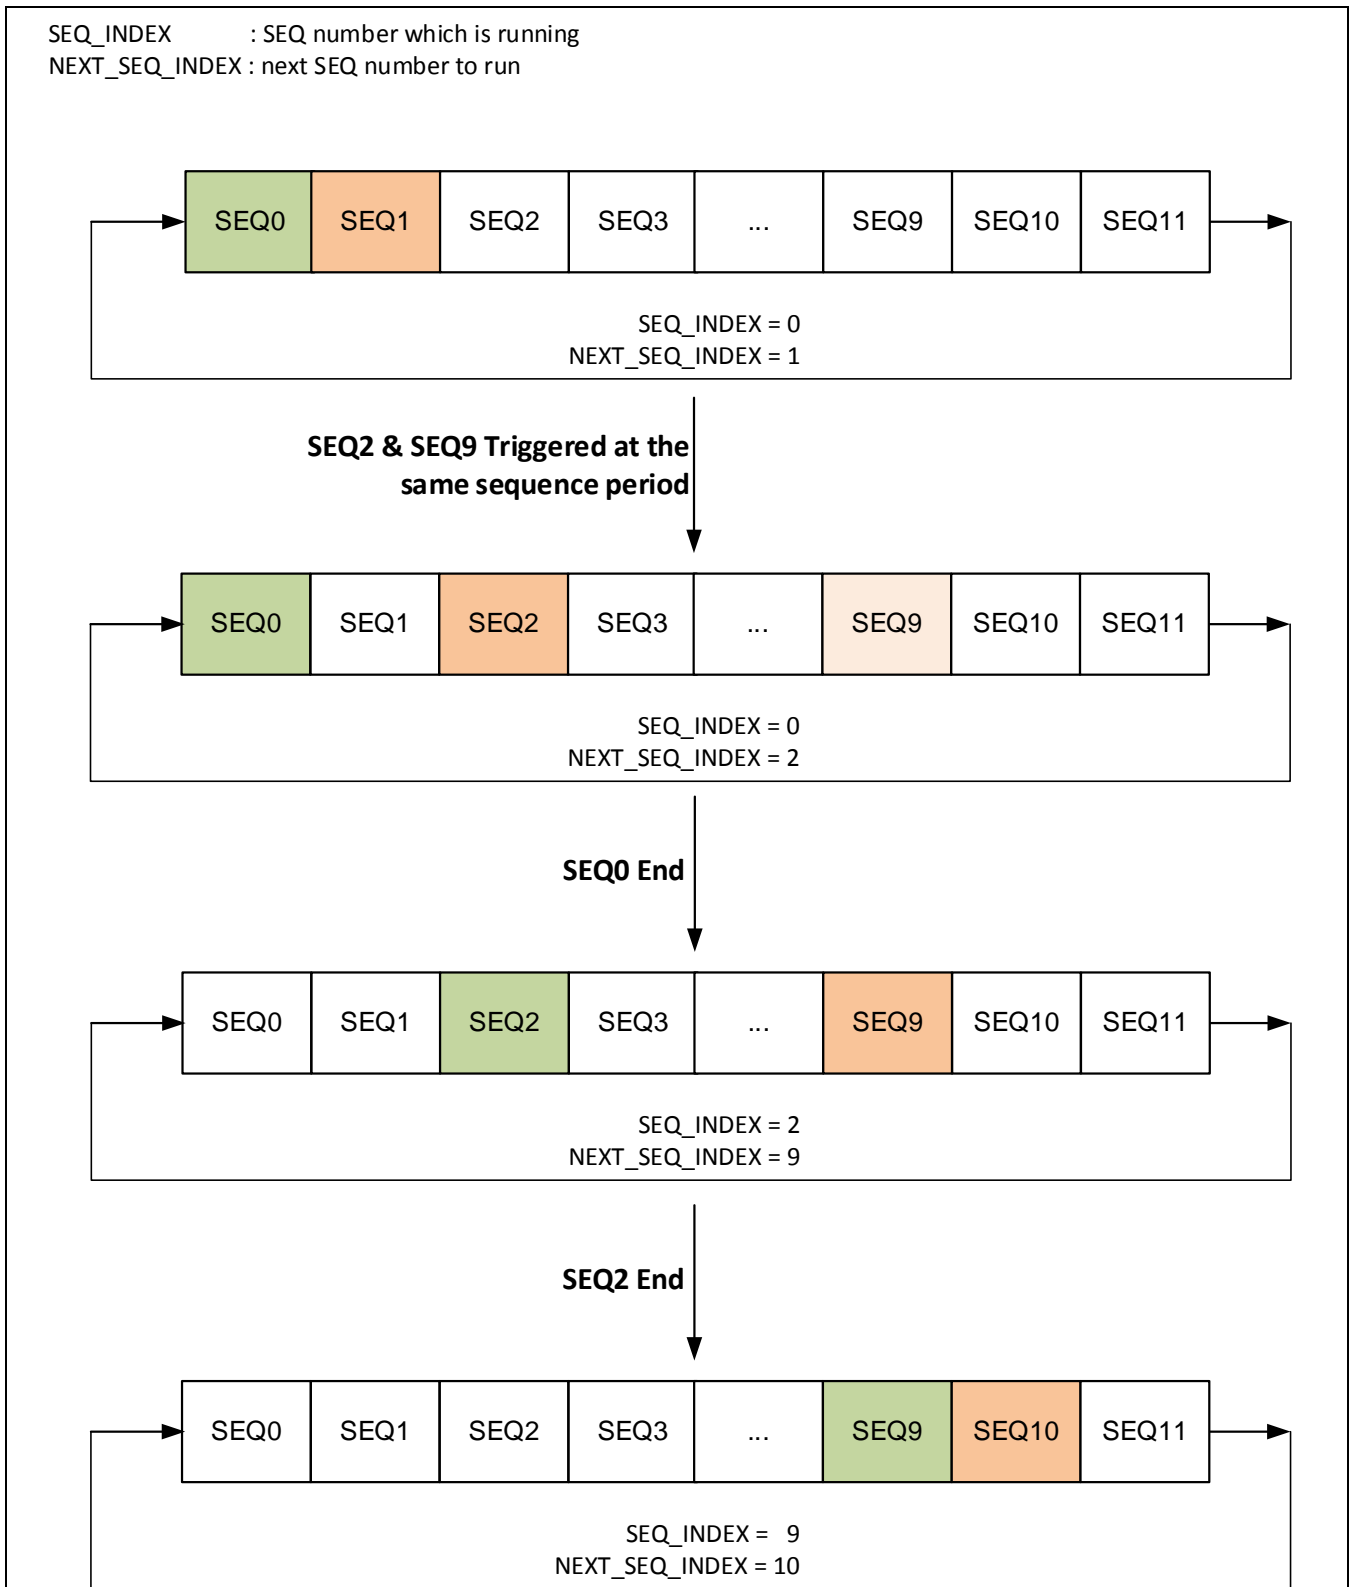 SEQ_INDEX : SEQ number which is running
NEXT_SEQ_INDEX : next SEQ number to run
SEQ0 SEQ1 SEQ2 SEQ3 ... SEQ9 SEQ10 SEQ11
SEQ_INDEX = 0
NEXT_SEQ_INDEX = 1
SEQ2 & SEQ9 Triggered at the
same sequence period
SEQ0 SEQ1 SEQ2 SEQ3 ... SEQ9 SEQ10 SEQ11
SEQ_INDEX = 0
NEXT_SEQ_INDEX = 2
SEQ0 End
SEQ0 SEQ1 SEQ2 SEQ3 ... SEQ9 SEQ10 SEQ11
SEQ_INDEX = 2
NEXT_SEQ_INDEX = 9
SEQ2 End
SEQ0 SEQ1 SEQ2 SEQ3 ... SEQ9 SEQ10 SEQ11
SEQ_INDEX = 9
NEXT_SEQ_INDEX = 10